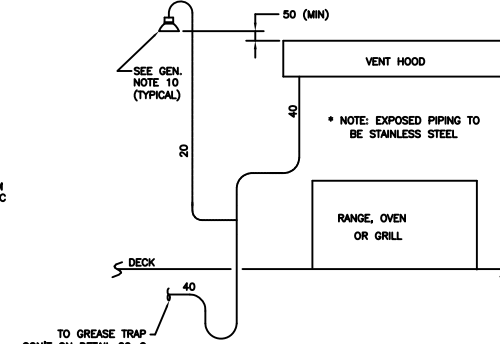 50 (MIN)
VENT HOOD
SEE GEN.
NOTE 10
(TYPICAL)
40
* NOTE: EXPOSED PIPING TO
BE STAINLESS STEEL
20
C
RANGE, OVEN
OR GRILL
DECK
40
TO GREASE TRAP